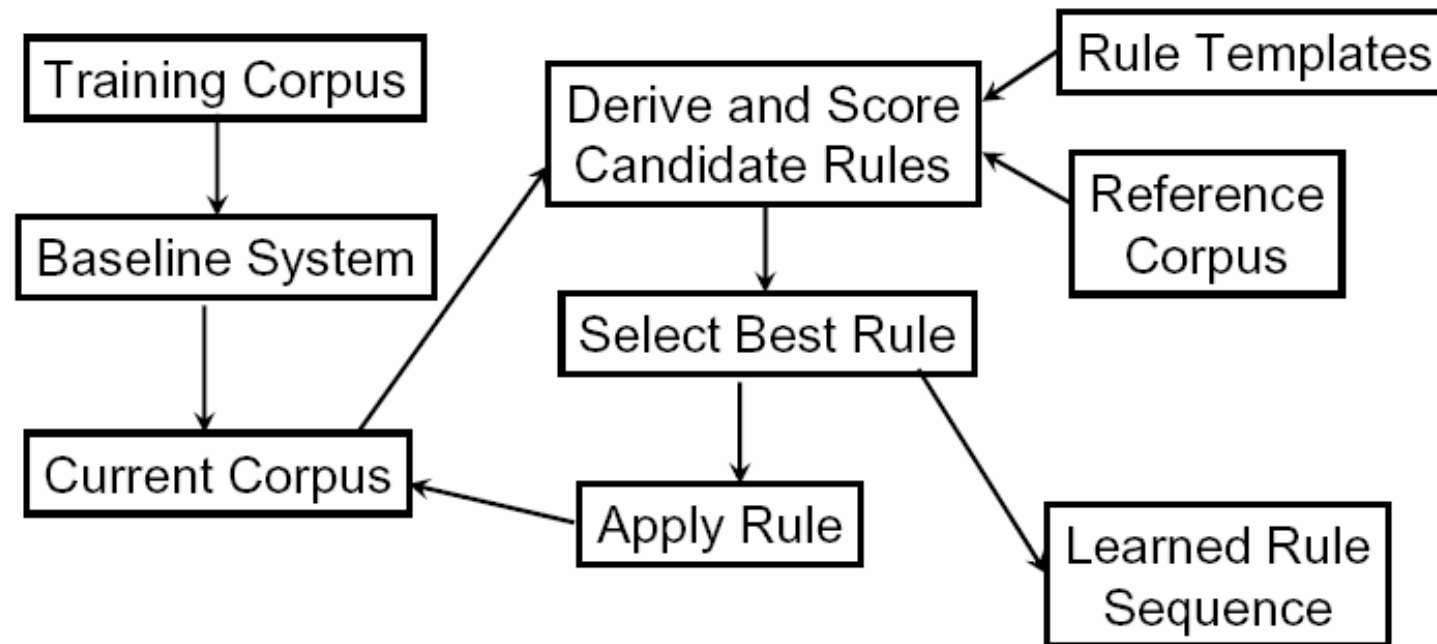 Training Corpus
Baseline System
Current Corpus
Derive and Score
Candidate Rules
Select Best Rule
Apply Rule
Rule Templates
Reference
Corpus
Learned Rule
Sequence